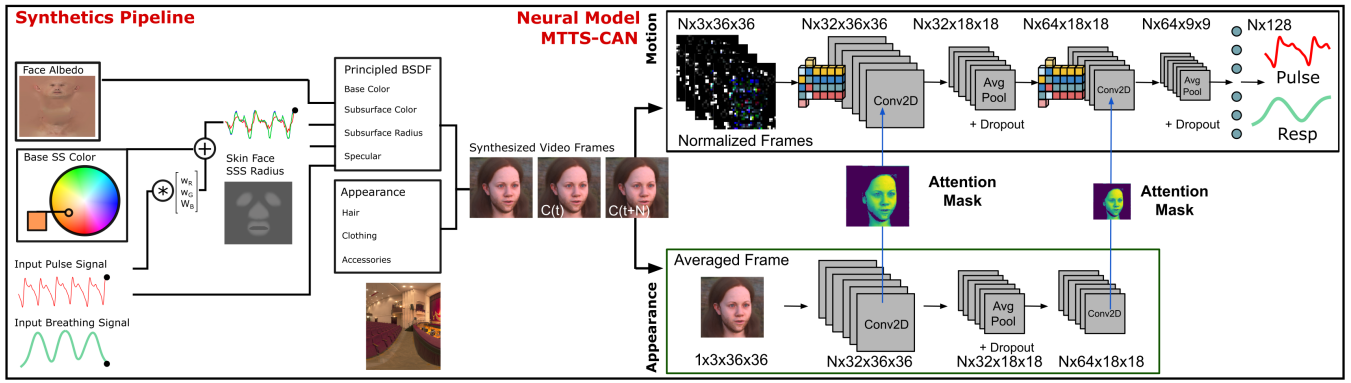 Synthetics Pipeline
Face Albedo
Base SS Color
WR
WG
WB
Input Pulse Signal
Input Breathing Signal
Skin Face
SSS Radius
Principled BSDF
Base Color
Subsurface Color
Subsurface Radius
Specular
Appearance
Hair
Clothing
Accessories
Synthesized Video Frames
C(t)
C(t+N)
Neural Model
MTTS-CAN
Motion
Nx3x36x36
Nx32x36x36
Nx32x18x18
Nx64x18x18
Nx64x9x9
Nx128
Conv2D
Avg
Pool
+ Dropout
Conv2D
Avg
Pool
+ Dropout
Pulse
Resp
Normalized Frames
Attention
Mask
Attention
Mask
Appearance
Averaged Frame
Conv2D
Avg
Pool
Conv2D
+ Dropout
1x3x36x36
Nx32x36x36
Nx32x18x18
Nx64x18x18